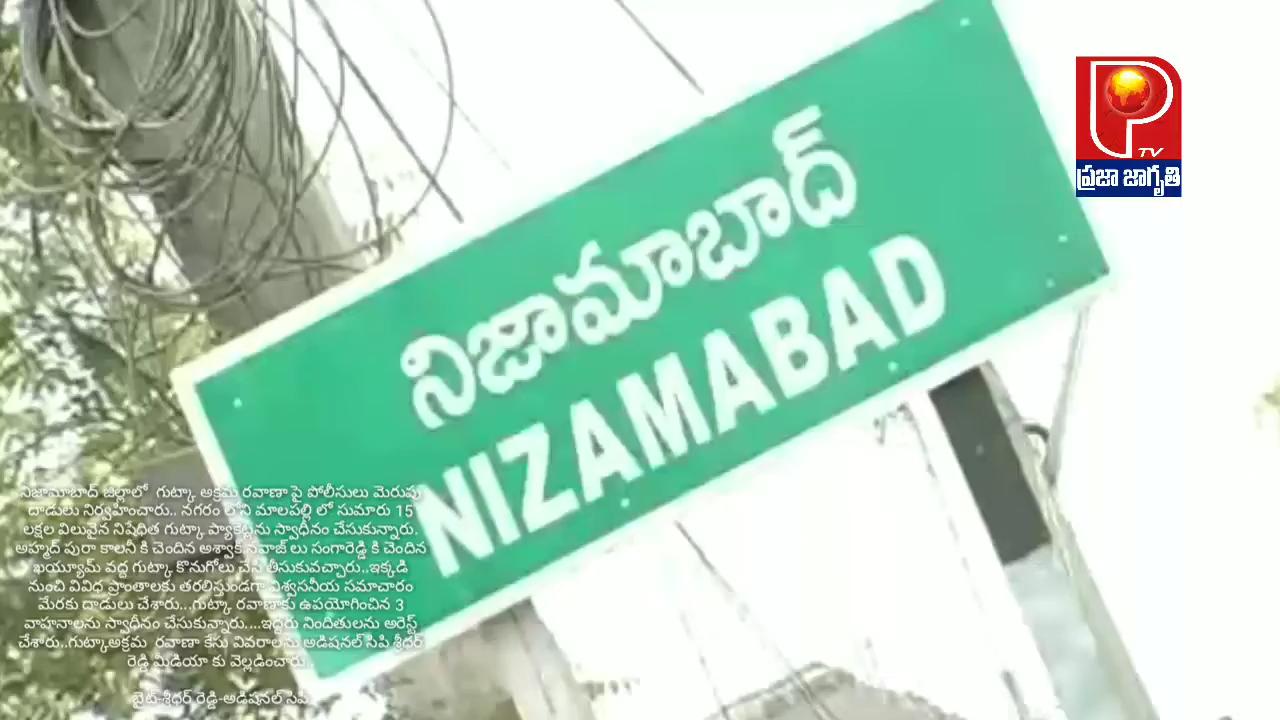 నిజామాబాద్
NIZAMABAD
P
TV
ప్రజా జాగృతి
నిజామాబాద్ జిల్లాలో గుట్కా అక్రమ రవాణా పై పోలీసులు మెరుపు
దాడులు నిర్వహించారు.. నగరం లోని మాలపల్లి లో సుమారు 15
లక్షల విలువైన నిషేధిత గుట్కా ప్యాకెట్లను స్వాధీనం చేసుకున్నారు.
అహ్మద్ పురా కాలనీ కి చెందిన అశ్వాక్,నవాజ్ లు సంగారెడ్డి కి చెందిన
ఖయ్యూమ్ వద్ద గుట్కా కొనుగోలు చేసి తీసుకువచ్చారు..ఇక్కడి
నుంచి వివిధ ప్రాంతాలకు తరలిస్తుండగా విశ్వసనీయ సమాచారం
మేరకు దాడులు చేశారు...గుట్కా రవాణాకు ఉపయోగించిన 3
వాహనాలను స్వాధీనం చేసుకున్నారు....ఇద్దరు నిందితులను అరెస్ట్
చేశారు..గుట్కాఅక్రమ రవాణా కేసు వివరాలను అడిషనల్ సిపి శ్రీధర్
రెడ్డి మీడియా కు వెల్లడించారు..
బైట్-శ్రీధర్ రెడ్డి-అడిషనల్ సిపి